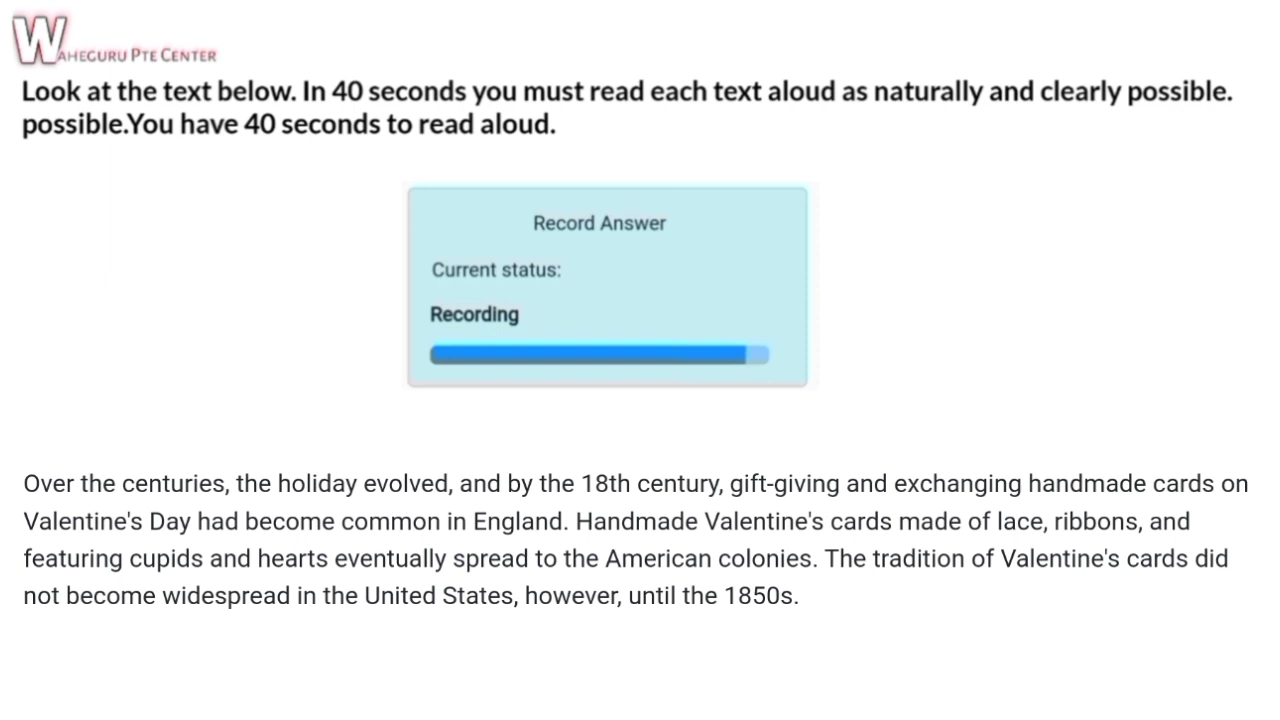 WAHEGURU PTE CENTER
Look at the text below. In 40 seconds you must read each text aloud as naturally and clearly possible.
possible.You have 40 seconds to read aloud.
Record Answer
Current status:
Recording
Over the centuries, the holiday evolved, and by the 18th century, gift-giving and exchanging handmade cards on
Valentine's Day had become common in England. Handmade Valentine's cards made of lace, ribbons, and
featuring cupids and hearts eventually spread to the American colonies. The tradition of Valentine's cards did
not become widespread in the United States, however, until the 1850s.